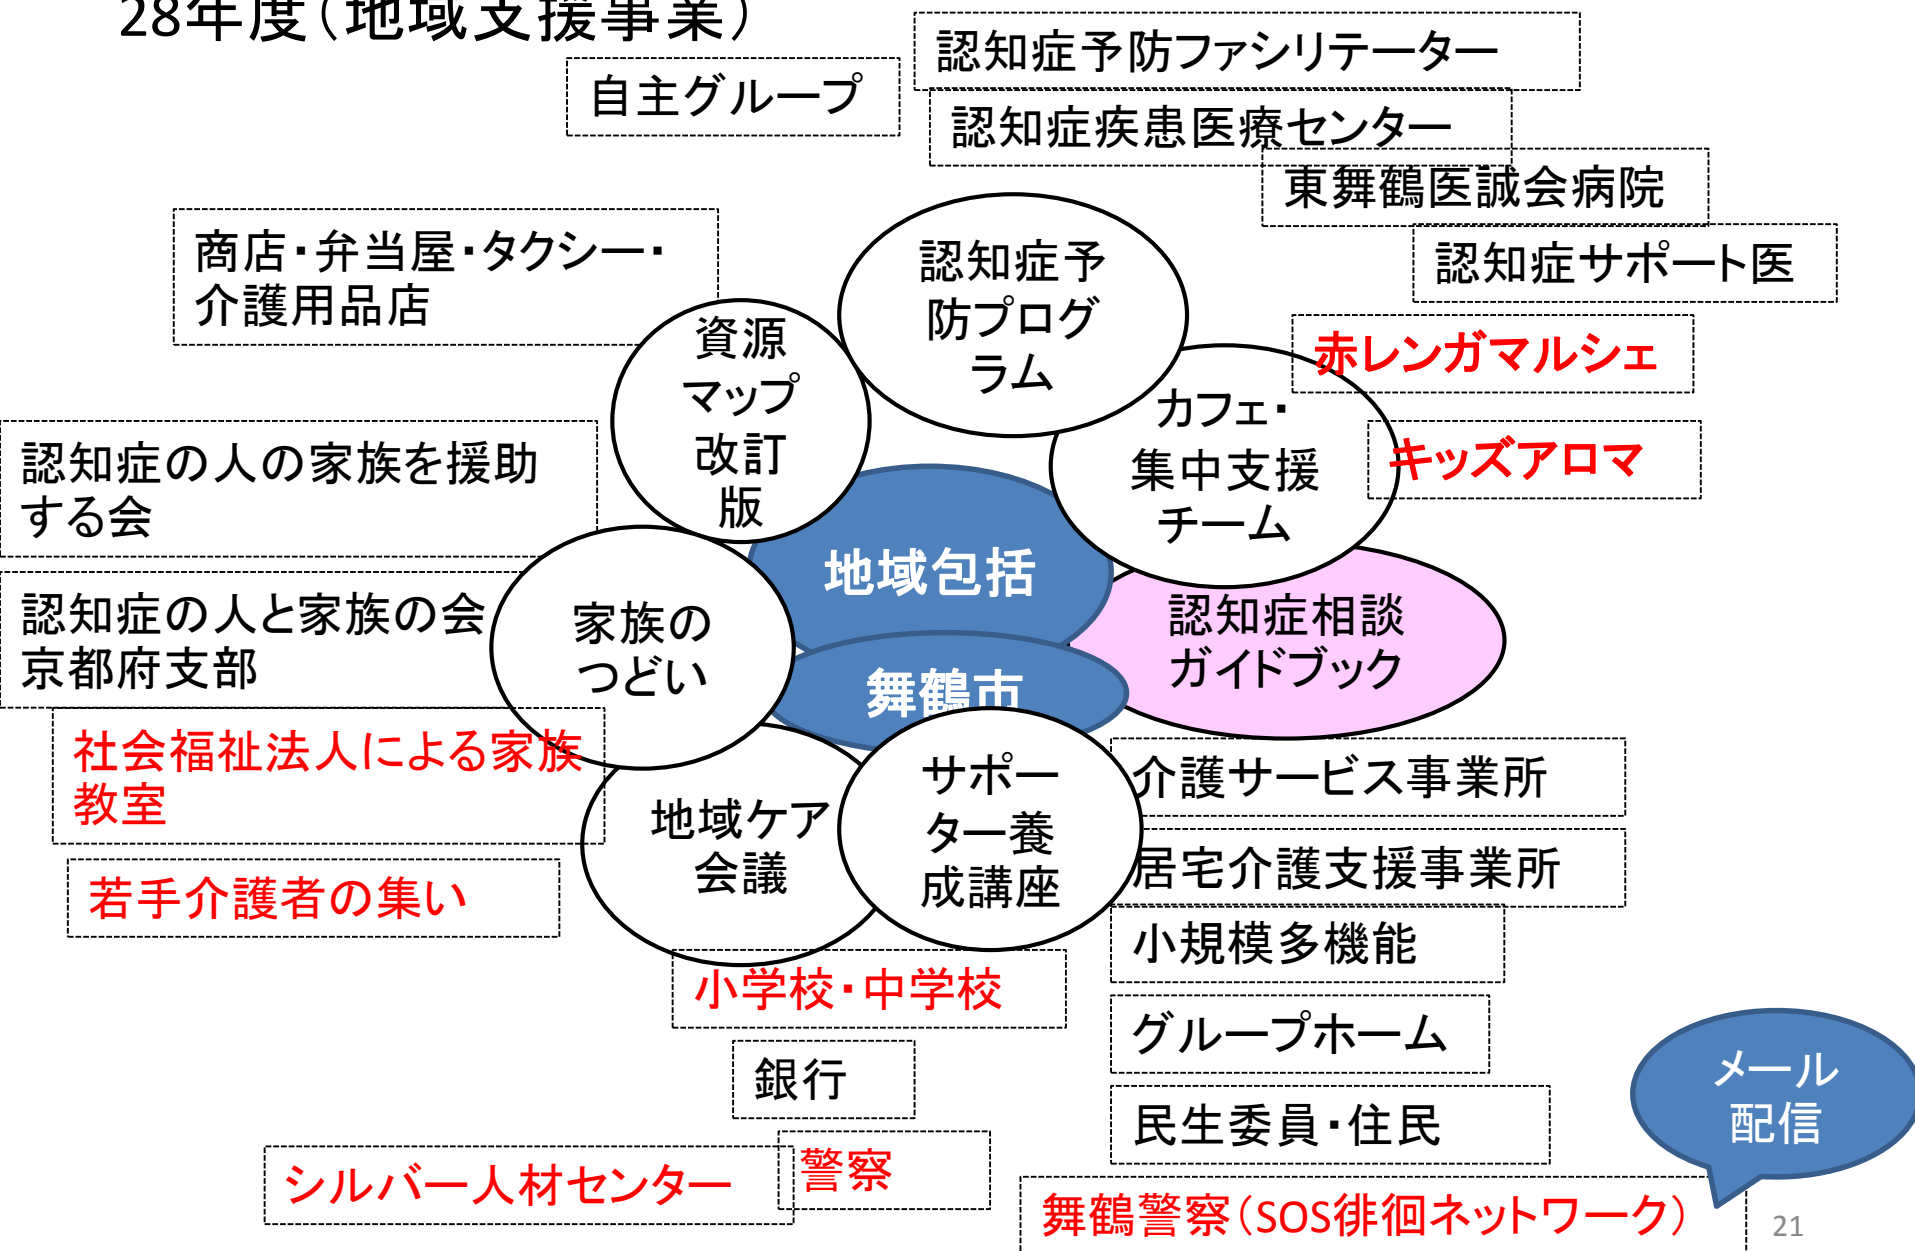 28年度（地域支援事業）
認知症予防ファシリテーター
自主グループ
認知症疾患医療センター
東舞鶴医誠会病院
認知症サポート医
商店・弁当屋・タクシー・
介護用品店
認知症予
防プログ
ラム
資源
マップ
改訂
版
赤レンガマルシェ
カフェ・
集中支援
チーム
キッズアロマ
認知症の人の家族を援助
する会
地域包括
認知症の人と家族の会
京都府支部
家族の
つどい
認知症相談
ガイドブック
舞鶴市
社会福祉法人による家族
教室
地域ケア
会議
サポー
ター養
成講座
介護サービス事業所
居宅介護支援事業所
若手介護者の集い
小規模多機能
小学校・中学校
グループホーム
銀行
民生委員・住民
メール
配信
シルバー人材センター
警察
舞鶴警察（SOS徘徊ネットワーク）
21